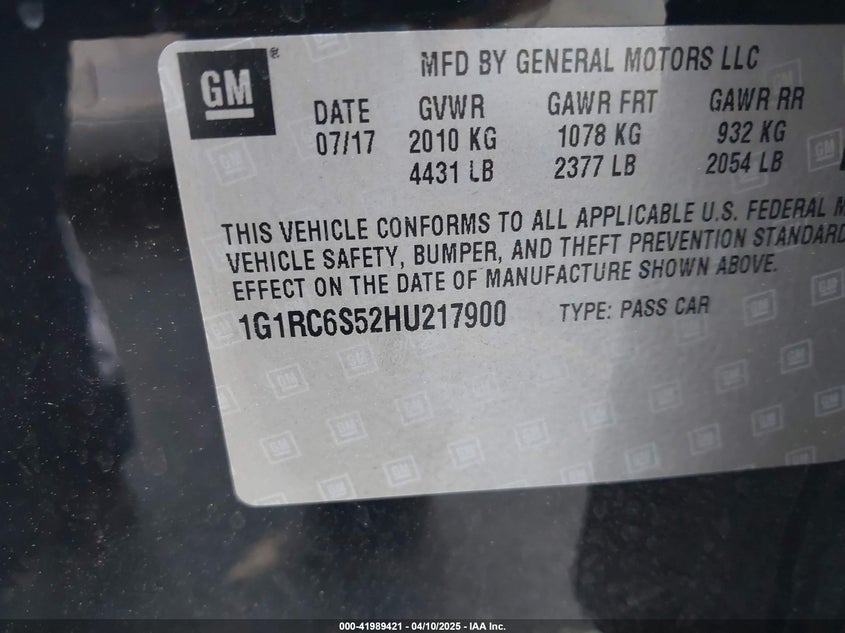 GM®
MFD BY GENERAL MOTORS LLC
DATE GVWR GAWR FRT GAWR RR
07/17 2010 KG 1078 KG 932 KG
4431 LB 2377 LB 2054 LB
THIS VEHICLE CONFORMS TO ALL APPLICABLE U.S. FEDERAL M
VEHICLE SAFETY, BUMPER, AND THEFT PREVENTION STANDARD
EFFECT ON THE DATE OF MANUFACTURE SHOWN ABOVE.
1G1RC6S52HU217900 TYPE: PASS CAR
000-41989421 - 04/10/2025 - IAA Inc.